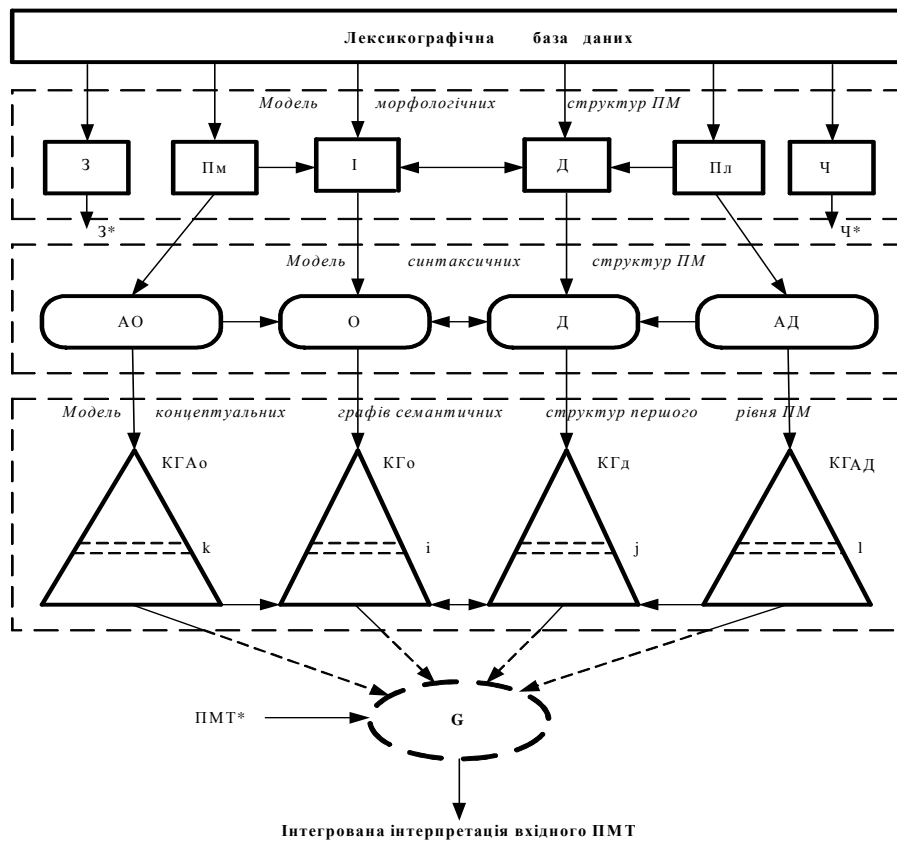 Лексикографічна база даних
Модель морфологічних структур ПМ
З Пм І Д Пл Ч
З* Ч*
Модель синтаксичних структур ПМ
АО О Д АД
Модель концептуальних графів семантичних структур першого рівня ПМ
КГАо КГо КГд КГАД
k i j l
ПМТ* G
Інтегрована інтерпретація вхідного ПМТ